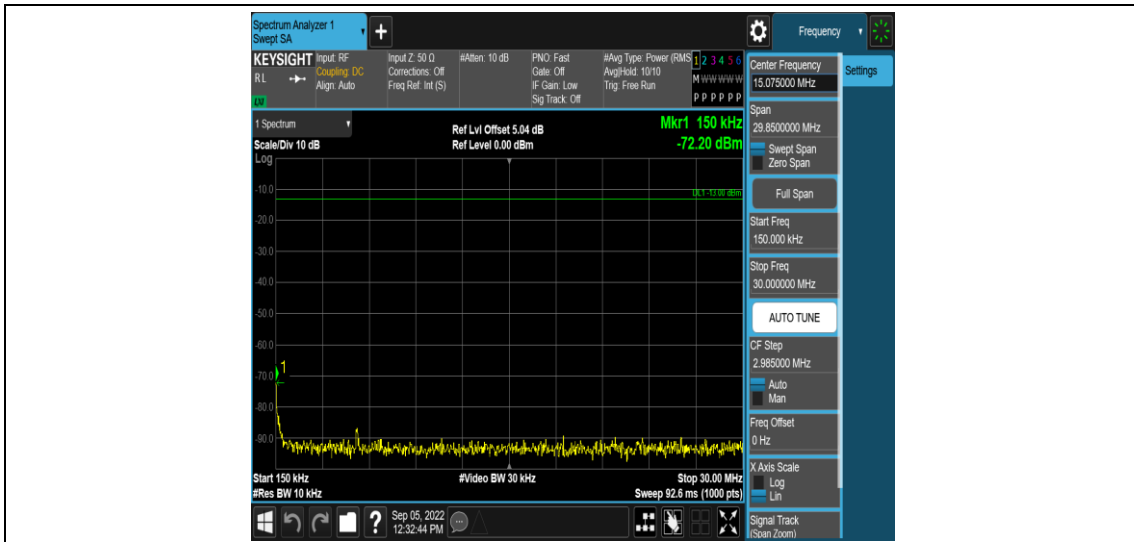 Spectrum Analyzer 1
Swept SA
Frequency
KEYSIGHT
RL
LXI
Input: RF
Coupling: DC
Align: Auto
Input Z: 50 Ω
Corrections: Off
Freq Ref: Int (S)
#Atten: 10 dB
PNO: Fast
Gate: Off
IF Gain: Low
Sig Track: Off
#Avg Type: Power (RMS
Avg|Hold: 10/10
Trig: Free Run
1 2 3 4 5 6
M W W W W W
P P P P P P
1 Spectrum
Scale/Div 10 dB
Log
Ref Lvl Offset 5.04 dB
Ref Level 0.00 dBm
Mkr1 150 kHz
-72.20 dBm
DL1 -13.00 dBm
-10.0
-20.0
-30.0
-40.0
-50.0
-60.0
1
-70.0
-80.0
-90.0
Start 150 kHz
#Video BW 30 kHz
Stop 30.00 MHz
#Res BW 10 kHz
Sweep 92.6 ms (1000 pts)
Center Frequency
15.075000 MHz
Settings
Span
29.8500000 MHz
Swept Span
Zero Span
Full Span
Start Freq
150.000 kHz
Stop Freq
30.000000 MHz
AUTO TUNE
CF Step
2.985000 MHz
Auto
Man
Freq Offset
0 Hz
X Axis Scale
Log
Lin
Signal Track
(Span Zoom)
?
Sep 05, 2022
12:32:44 PM